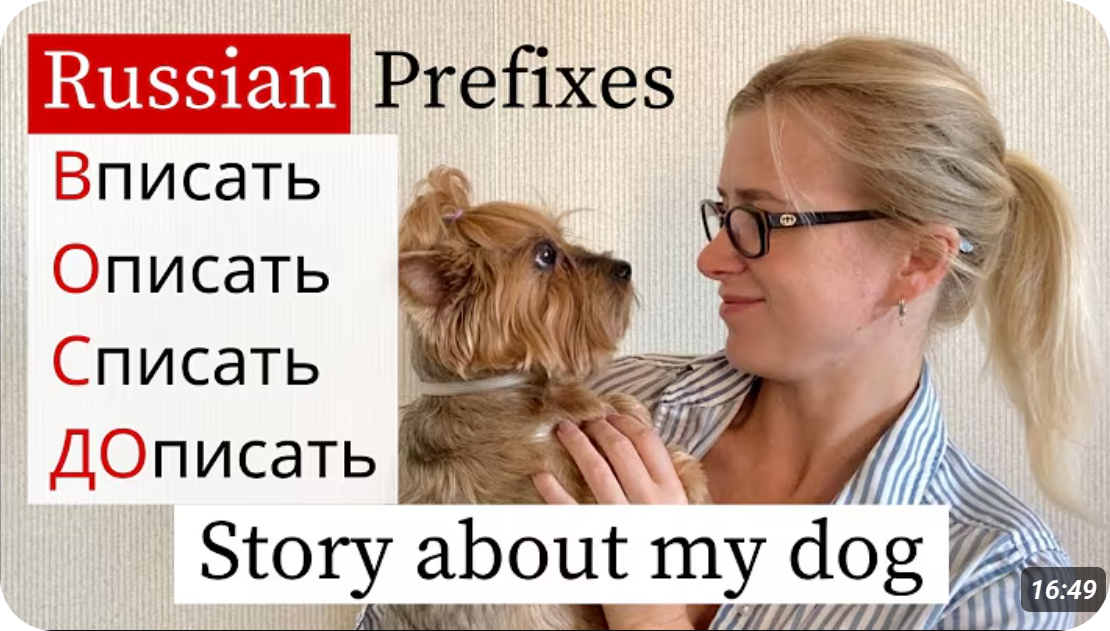 Russian Prefixes
Вписать
Описать
Списать
ДОписать
Story about my dog
16:49